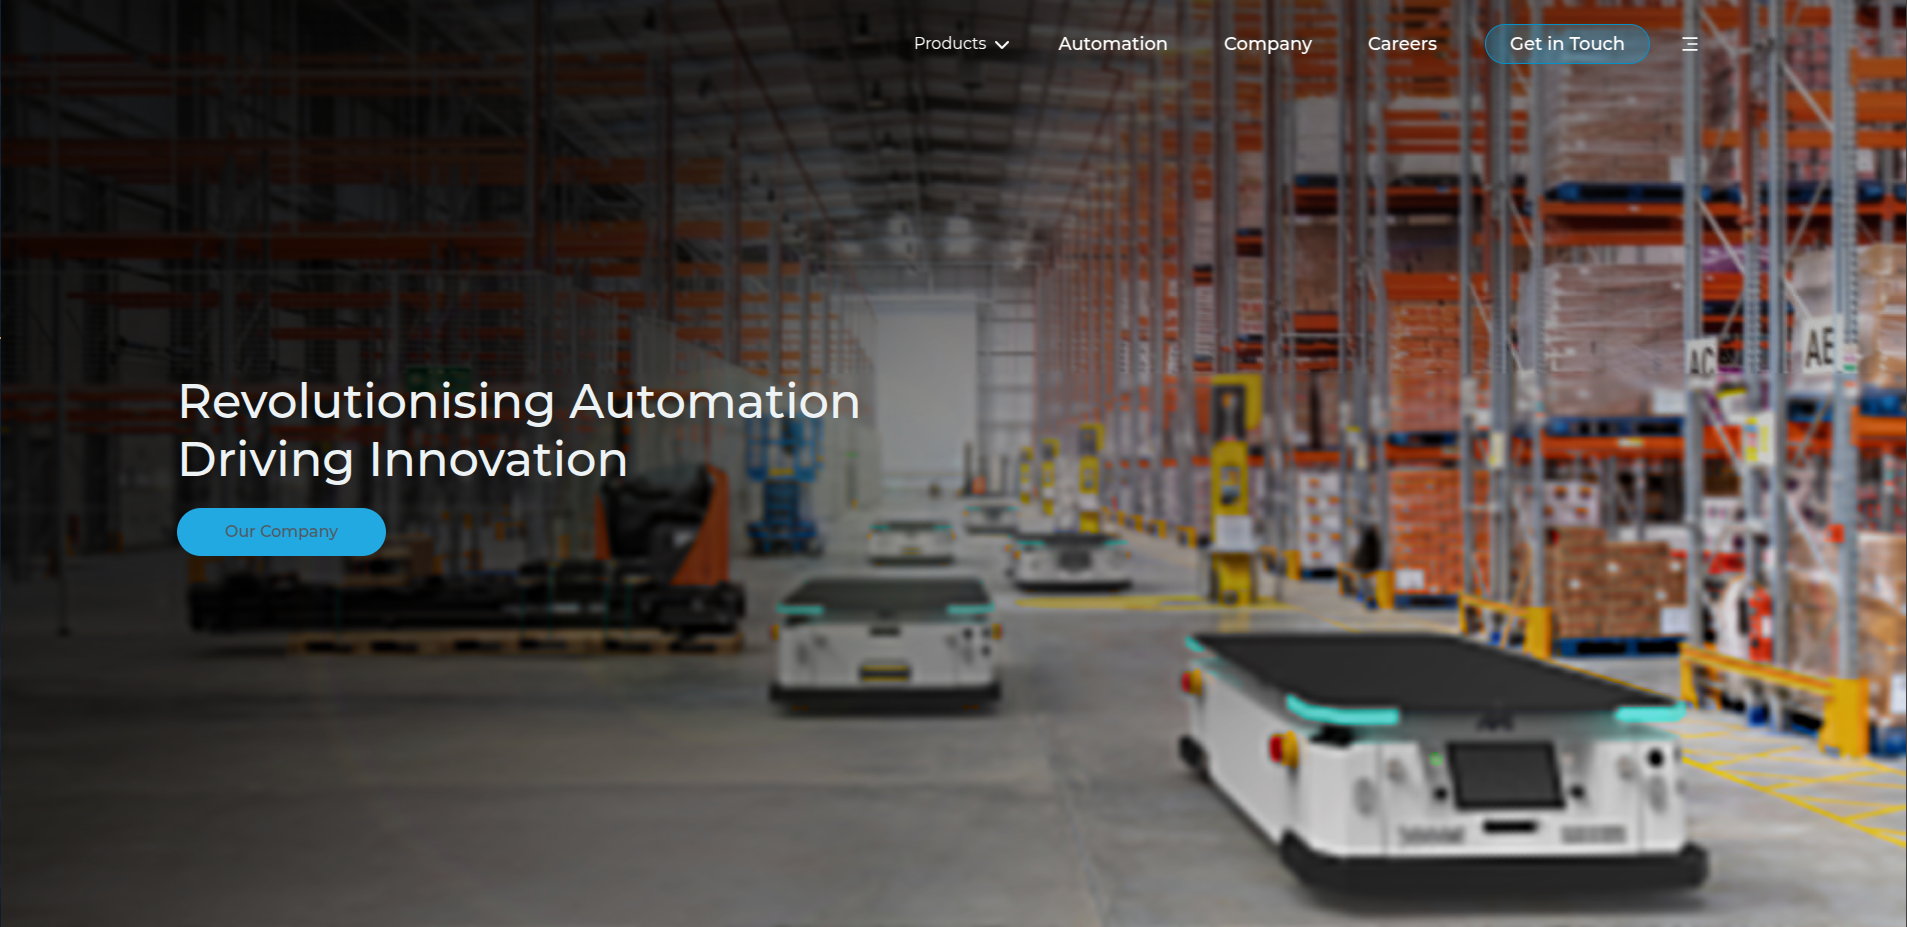 Products
Automation
Company
Careers
Get in Touch
AC
AE
Revolutionising Automation
Driving Innovation
Our Company